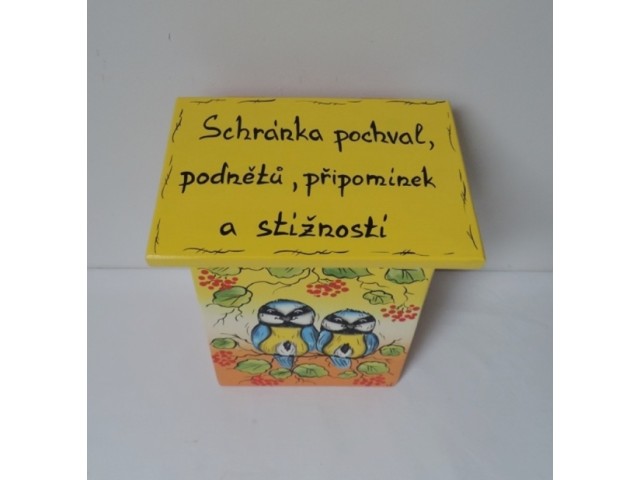 Schránka pochval,
podnětů, připomínek
a stížností